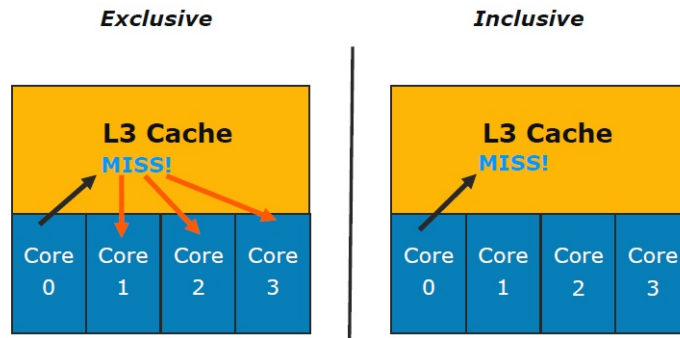 Exclusive
Inclusive
L3 Cache
MISS!
Core
0
Core
1
Core
2
Core
3
L3 Cache
MISS!
Core
0
Core
1
Core
2
Core
3